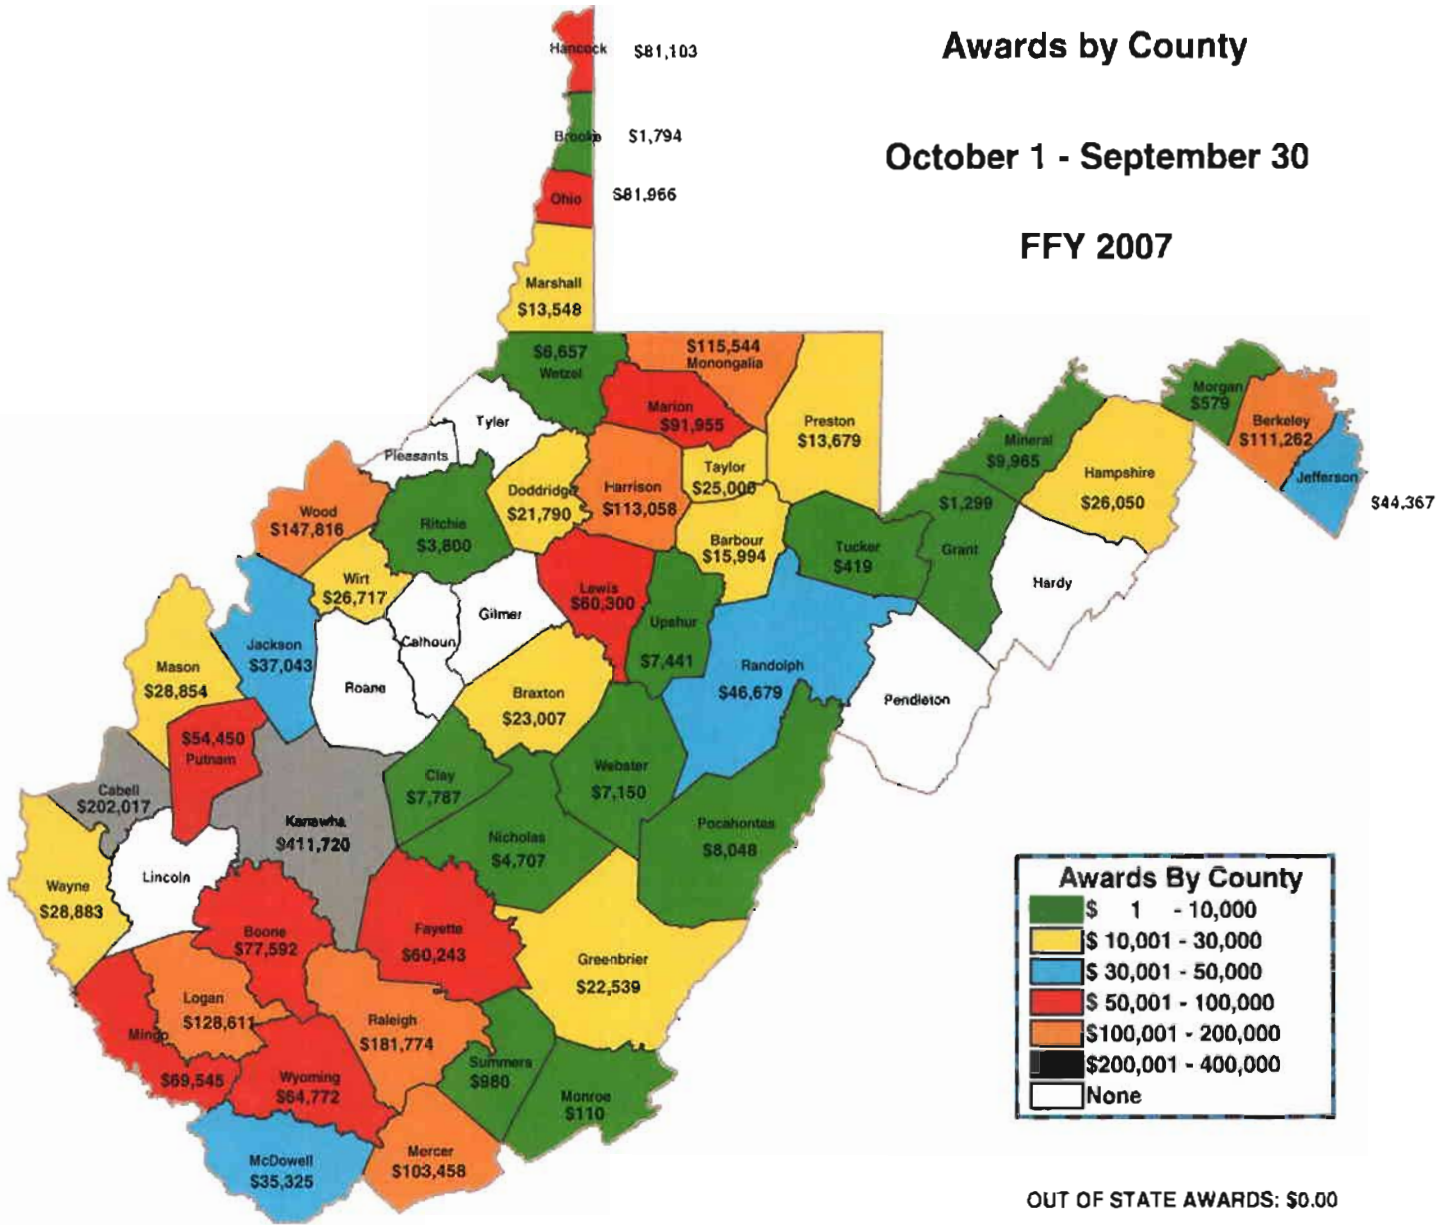 Awards by County
October 1 - September 30
FFY 2007
Hancock $81,103
Brooke $1,794
Ohio $81,966
Marshall
$13,548
$6,657
Wetzel
$115,544
Monongalia
Marion
$91,955
Preston
$13,679
Tyler
Pleasants
Doddridge
$21,790
Harrison
$113,058
Taylor
$25,006
Barbour
$15,994
Wood
$147,816
Ritchie
$3,800
Wirt
$26,717
Mineral
$9,965
Hampshire
$26,050
Morgan
$579
Berkeley
$111,262
Jefferson
$44,367
$1,299
Grant
Tucker
$419
Hardy
Lewis
$60,300
Gilmer
Calhoun
Upshur
$7,441
Randolph
$46,679
Pendleton
Jackson
$37,043
Mason
$28,854
Roane
Braxton
$23,007
$54,450
Putnam
Cabell
$202,017
Kanawha
$411,720
Clay
$7,787
Webster
$7,150
Nicholas
$4,707
Pocahontas
$8,048
Lincoln
Wayne
$28,883
Boone
$77,592
Fayette
$60,243
Greenbrier
$22,539
Logan
$128,611
Mingo
$69,545
Raleigh
$181,774
Wyoming
$64,772
Summers
$980
Monroe
$110
McDowell
$35,325
Mercer
$103,458
Awards By County
$ 1 - 10,000
$ 10,001 - 30,000
$ 30,001 - 50,000
$ 50,001 - 100,000
$100,001 - 200,000
$200,001 - 400,000
None
OUT OF STATE AWARDS: $0.00